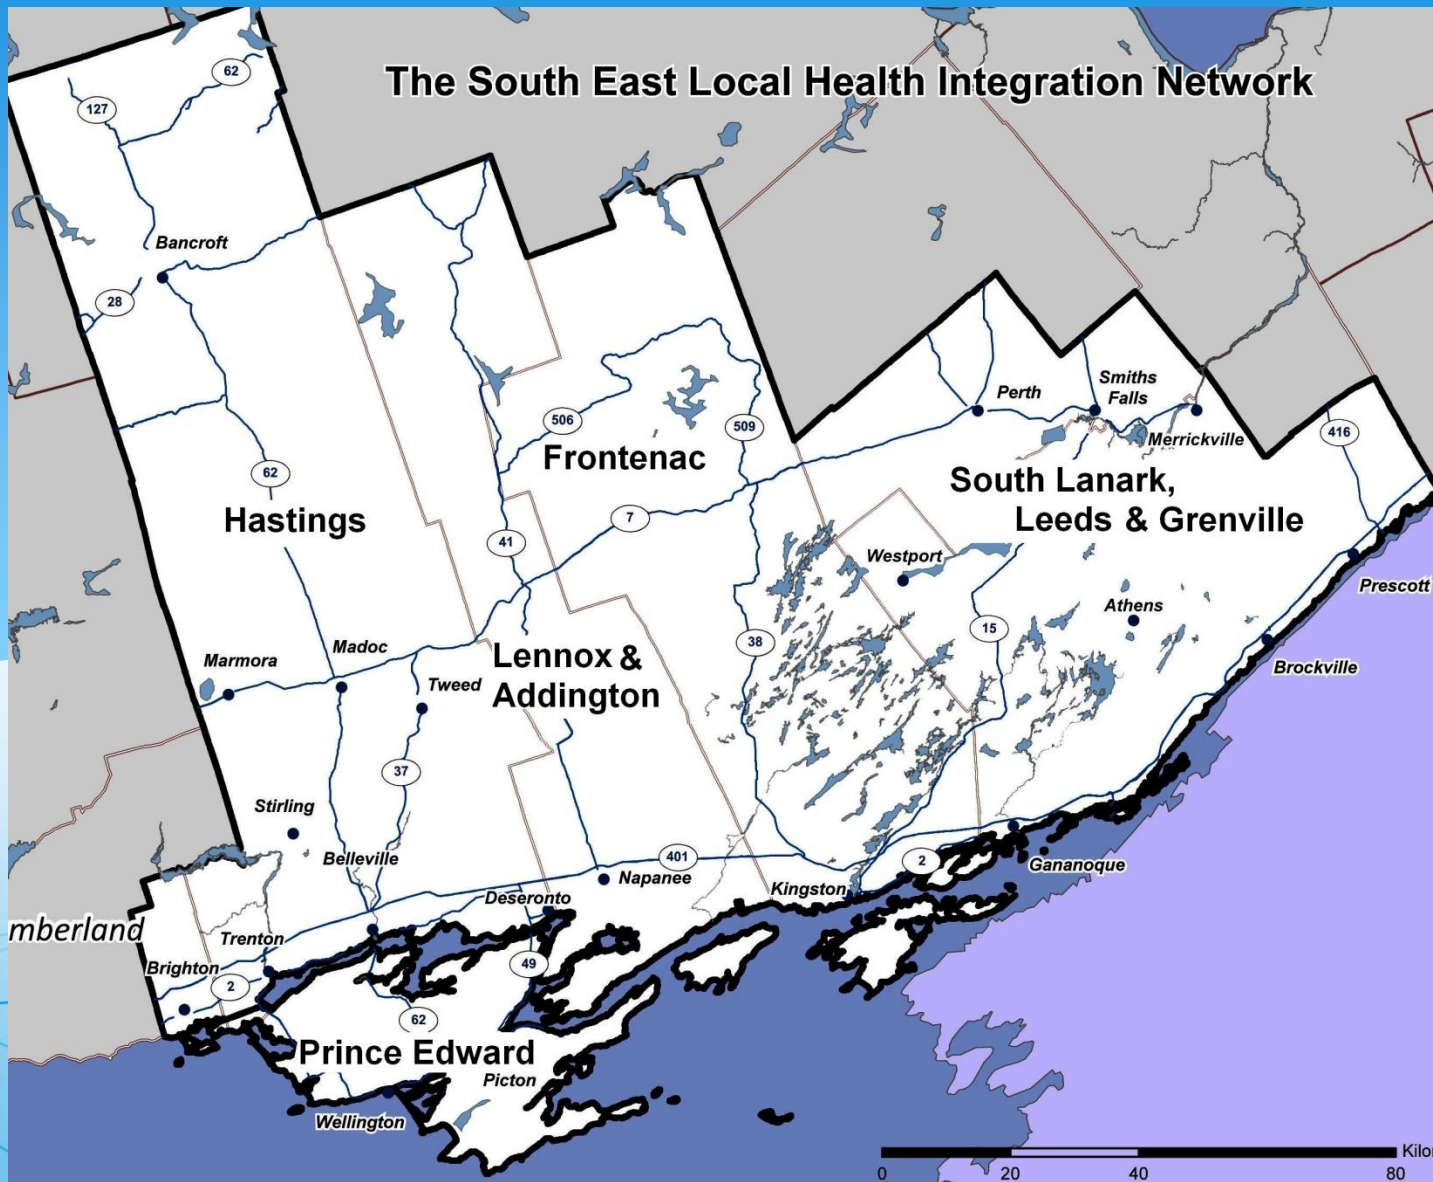 The South East Local Health Integration Network
62
127
Bancroft
28
Perth
Smiths
Falls
Merrickville
416
506
509
Frontenac
62
Hastings
South Lanark,
Leeds & Grenville
7
41
Westport
Prescott
Athens
38
15
Marmora
Madoc
Tweed
Lennox &
Addington
Brockville
37
Stirling
Belleville
401
2
Gananoque
Napanee
Kingston
Deseronto
mberland
Trenton
Brighton
2
49
62
Prince Edward
Picton
Wellington
Kilo
0
20
40
80